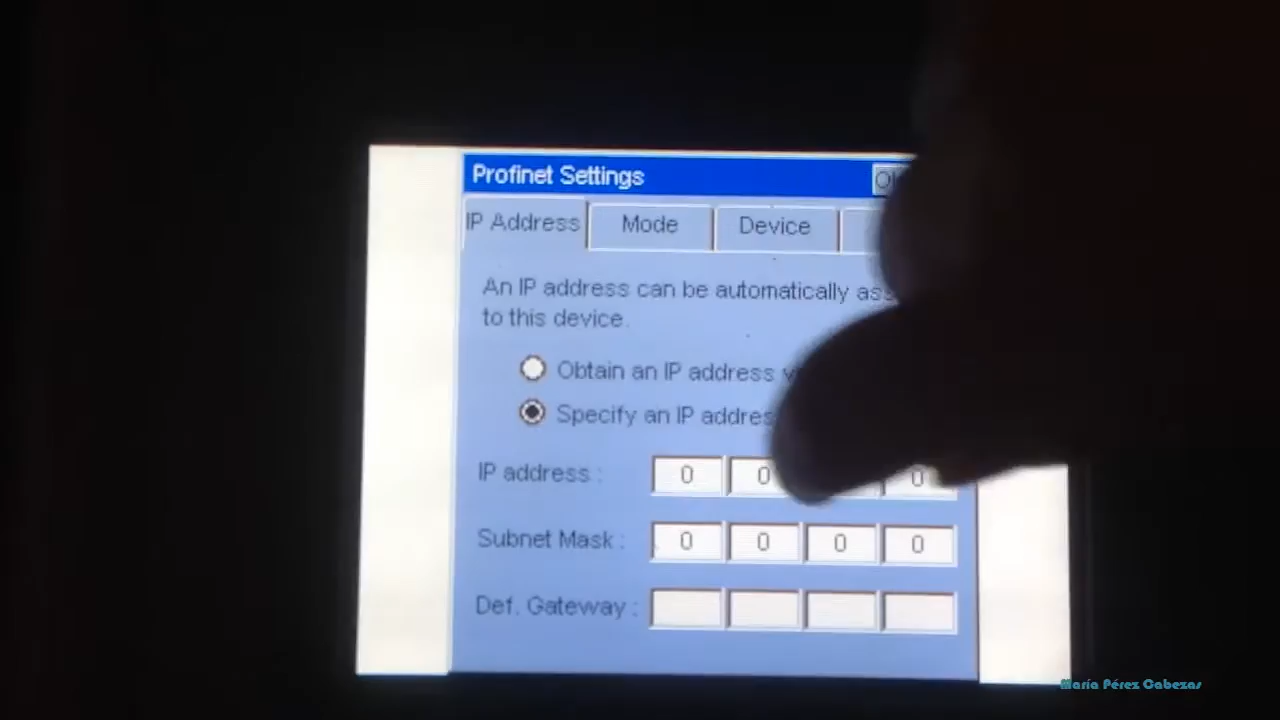 Profinet Settings
IP Address Mode Device
An IP address can be automatically
to this device.
Obtain an IP address
Specify an IP
IP address : 0 0 0
Subnet Mask : 0 0 0 0
Def. Gateway :
María Pérez Cabezas